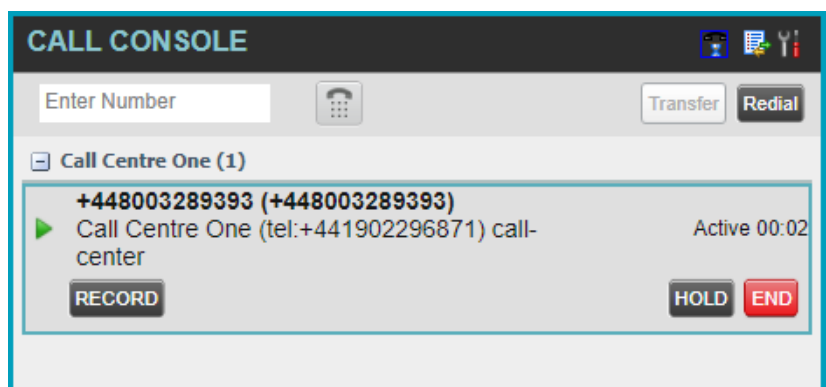 CALL CONSOLE
Enter Number
Transfer
Redial
Call Centre One (1)
+448003289393 (+448003289393)
Call Centre One (tel:+441902296871) call-
center
Active 00:02
RECORD
HOLD
END